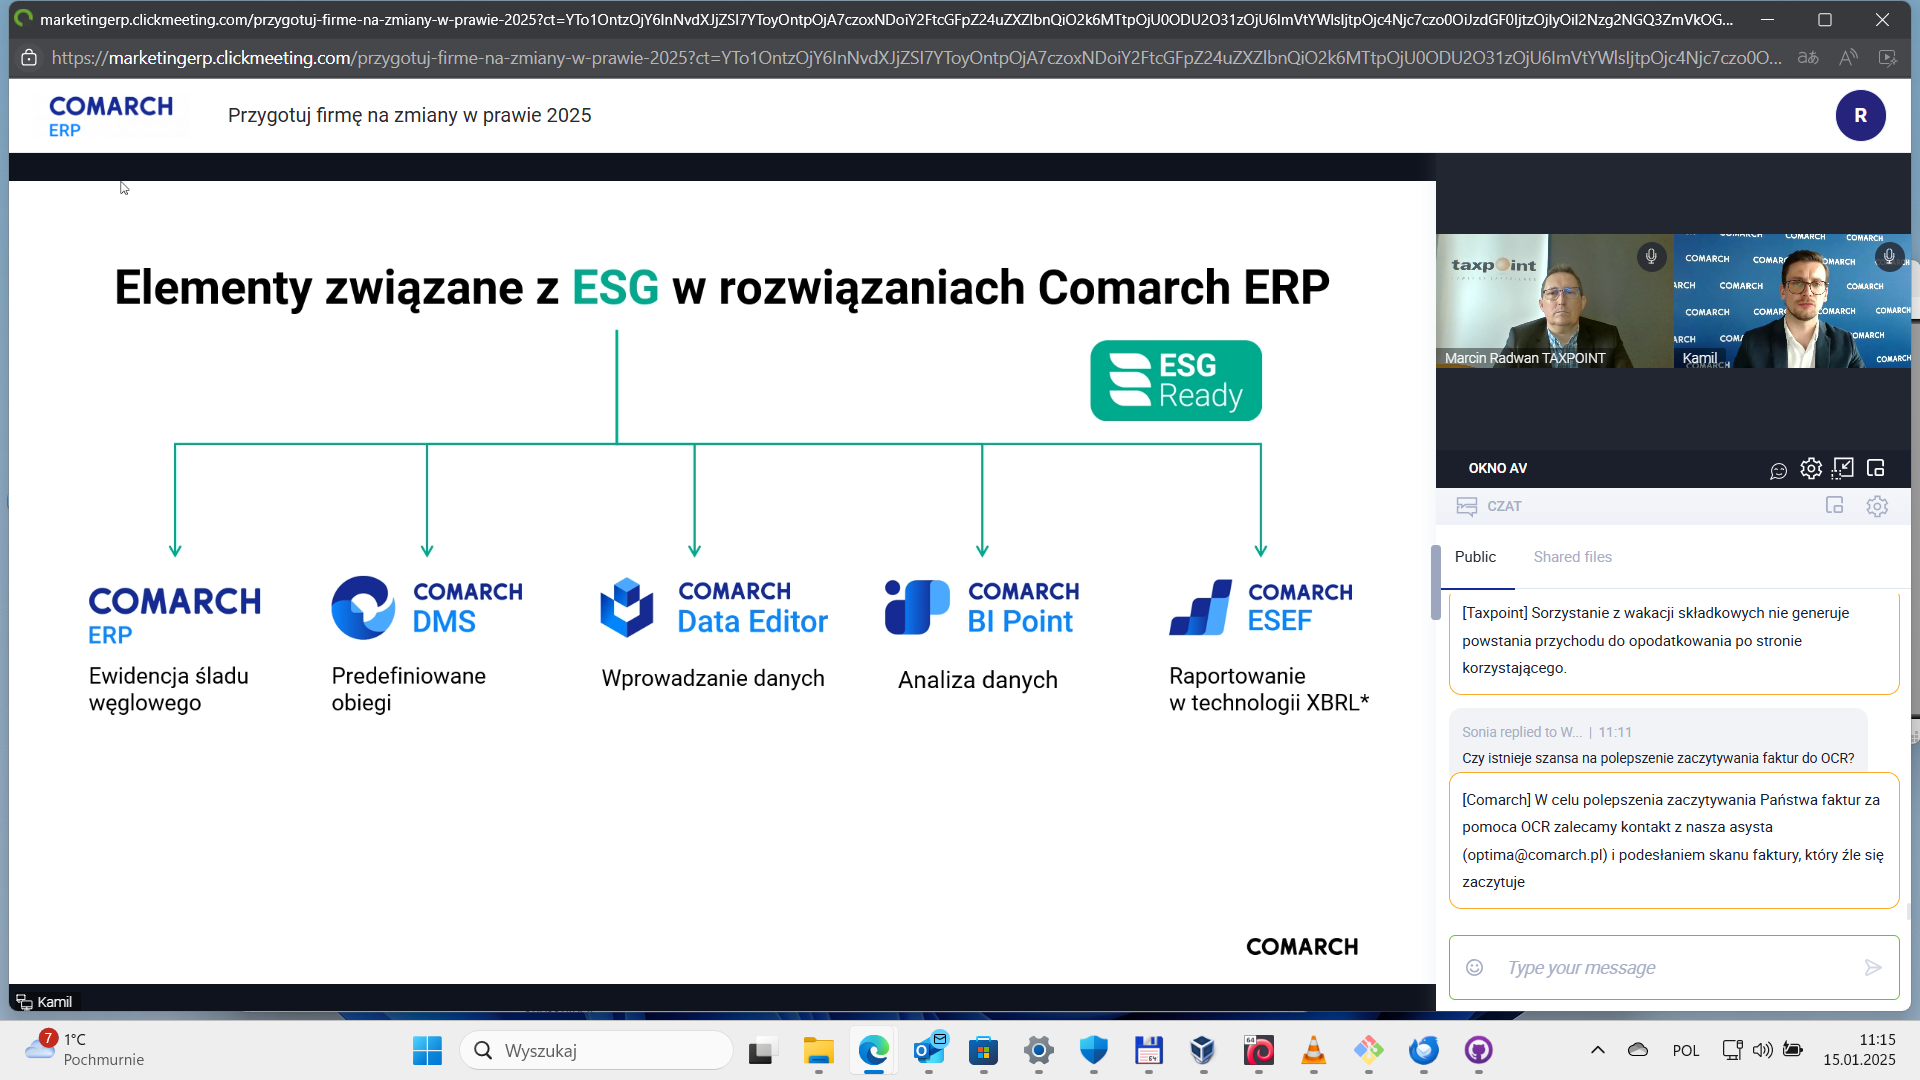 marketingerp.clickmeeting.com/przygotuj-firme-na-zmiany-w-prawie-2025?ct=YTo1OntzOjY6InNvdXJjZSI7YToyOntpOjA7czoxNDoiY2FtcGFpZ24uZXZlbnQiO2k6MTtpOjU0ODU2O31zOjU6ImVtYWlsIjtpOjc4Njc7czo0OiJzdGF0IjtzOjIyOiI2Nzg2NGQ3ZmVkOG...
https://marketingerp.clickmeeting.com/przygotuj-firme-na-zmiany-w-prawie-2025?ct=YTo1OntzOjY6InNvdXJjZSI7YToyOntpOjA7czoxNDoiY2FtcGFpZ24uZXZlbnQiO2k6MTtpOjU0ODU2O31zOjU6ImVtYWlsIjtpOjc4Njc7czo0O...
COMARCH
ERP
Przygotuj firmę na zmiany w prawie 2025
R
Elementy związane z ESG w rozwiązaniach Comarch ERP
ESG
Ready
COMARCH
ERP
Ewidencja śladu
węglowego
COMARCH
DMS
Predefiniowane
obiegi
COMARCH
Data Editor
Wprowadzanie danych
COMARCH
BI Point
Analiza danych
COMARCH
ESEF
Raportowanie
w technologii XBRL*
COMARCH
Kamil
taxpoint
Marcin Radwan TAXPOINT
COMARCH
Kamil
OKNO AV
CZAT
Public
Shared files
[Taxpoint] Sorzystanie z wakacji składkowych nie generuje
powstania przychodu do opodatkowania po stronie
korzystającego.
Sonia replied to W... | 11:11
Czy istnieje szansa na polepszenie zaczytywania faktur do OCR?
[Comarch] W celu polepszenia zaczytywania Państwa faktur za
pomoca OCR zalecamy kontakt z nasza asysta
(optima@comarch.pl) i podesłaniem skanu faktury, który źle się
zaczytuje
Type your message
7
1°C
Pochmurnie
Wyszukaj
64
64
POL
11:15
15.01.2025